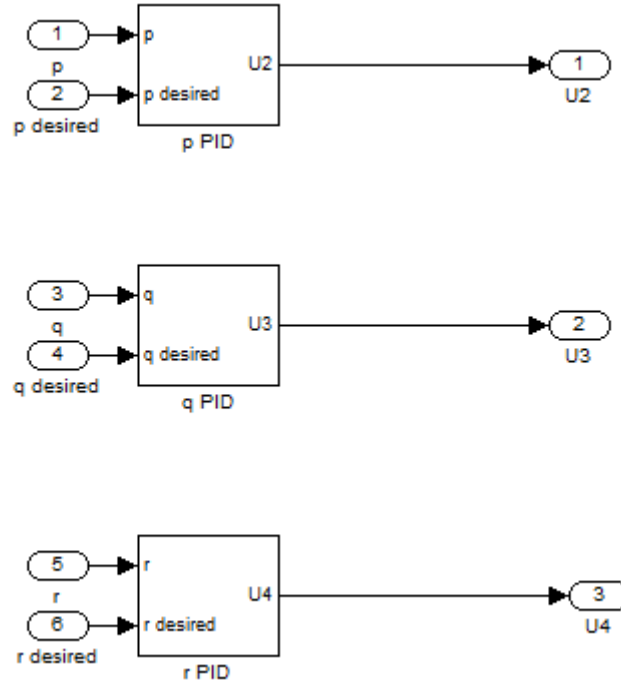 1
p
p
2
p desired
p desired
U2
p PID
1
U2
3
q
q
4
q desired
q desired
U3
q PID
2
U3
5
r
r
6
r desired
r desired
U4
r PID
3
U4